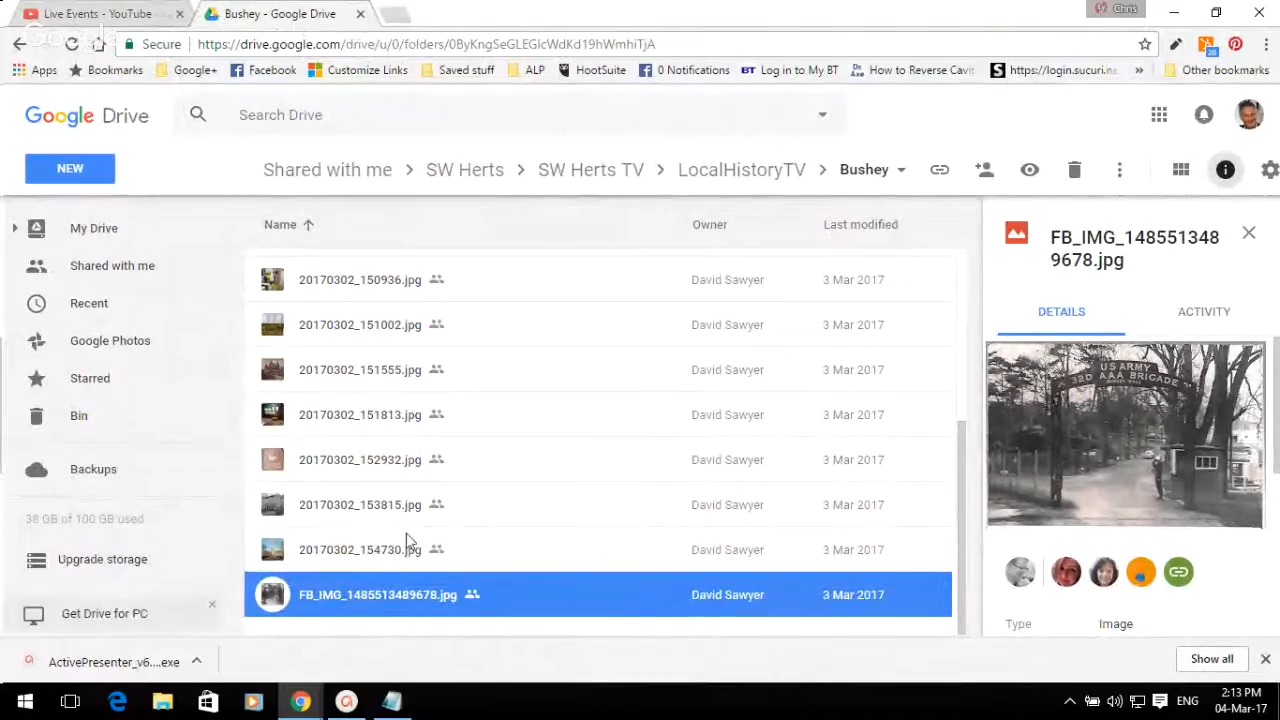 Live Events - YouTube
Bushey - Google Drive
Chris
Secure
https://drive.google.com/drive/u/0/folders/0ByKngSeGLEGlcWdKd19hWmhiTjA
20
Apps
Bookmarks
Google+
Facebook
Customize Links
Saved stuff
ALP
HootSuite
0 Notifications
BT Log in to My BT
Dr. Axe How to Reverse Cavit
https://login.sucuri.ne
»
Other bookmarks
Google Drive
Search Drive
NEW
Shared with me > SW Herts > SW Herts TV > LocalHistoryTV > Bushey
My Drive
Shared with me
Recent
Google Photos
Starred
Bin
Backups
38 GB of 100 GB used
Upgrade storage
Get Drive for PC
Name Owner Last modified
20170302_150936.jpg David Sawyer 3 Mar 2017
20170302_151002.jpg David Sawyer 3 Mar 2017
20170302_151555.jpg David Sawyer 3 Mar 2017
20170302_151813.jpg David Sawyer 3 Mar 2017
20170302_152932.jpg David Sawyer 3 Mar 2017
20170302_153815.jpg David Sawyer 3 Mar 2017
20170302_154730.jpg David Sawyer 3 Mar 2017
FB_IMG_1485513489678.jpg David Sawyer 3 Mar 2017
FB_IMG_148551348
9678.jpg
DETAILS ACTIVITY
US ARMY
32D AAA BRIGADE
Type Image
ActivePresenter_v6....exe
Show all
ENG
2:13 PM
04-Mar-17